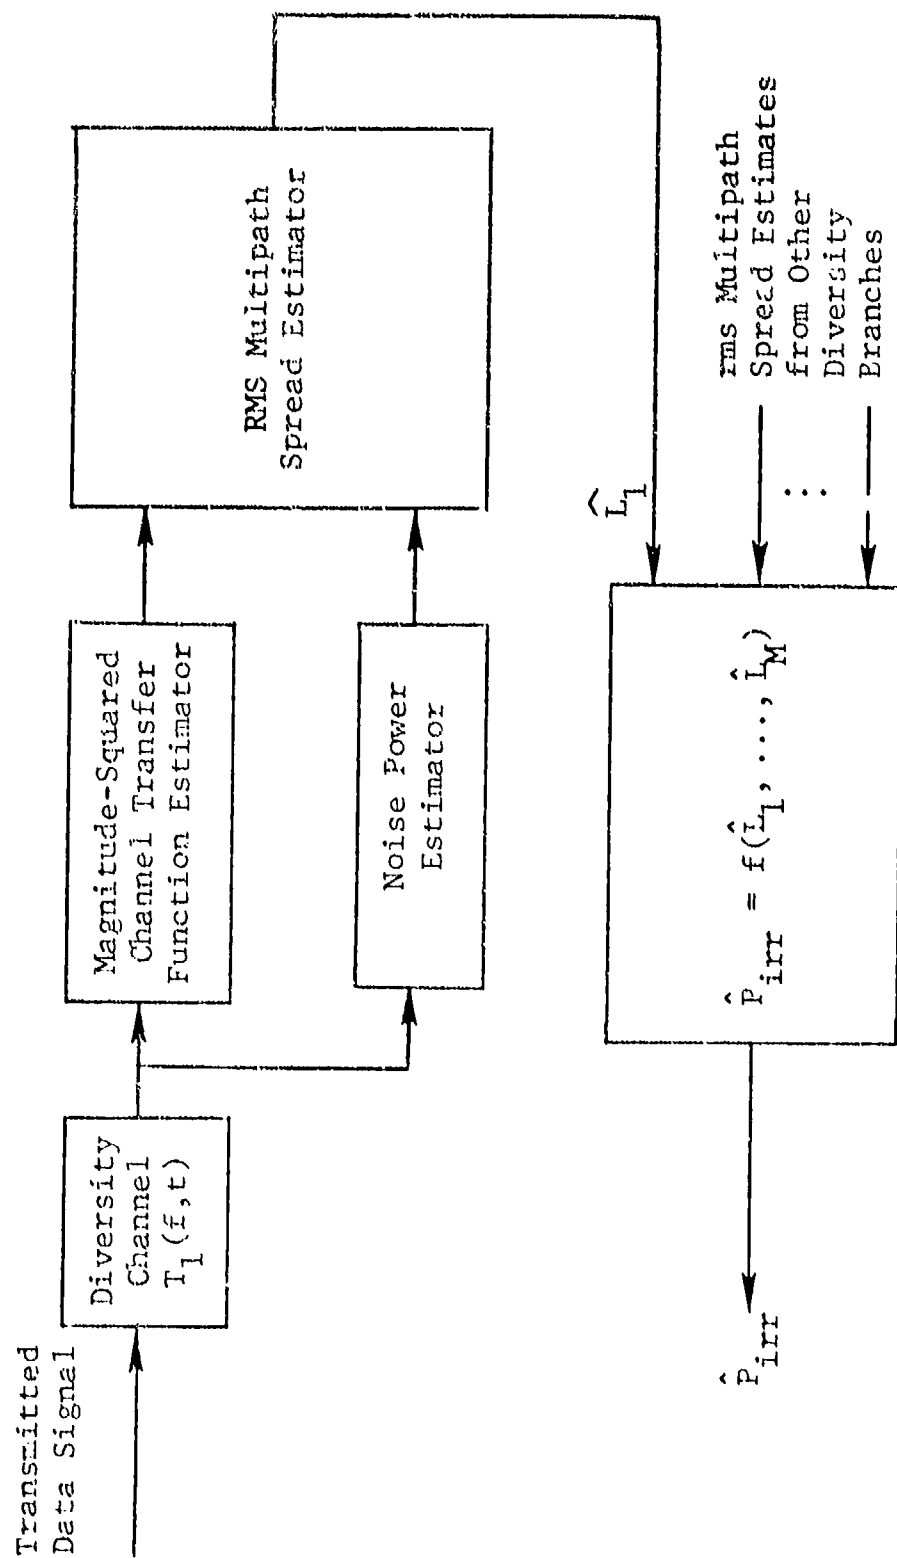 Transmitted
Data Signal
Diversity
Channel
T₁(f,t)
Magnitude-Squared
Channel Transfer
Function Estimator
Noise Power
Estimator
RMS Multipath
Spread Estimator
L̂₁
rms Multipath
Spread Estimates
from Other
Diversity
Branches
⋮
P̂irr = f(L̂₁, ..., L̂M)
P̂irr